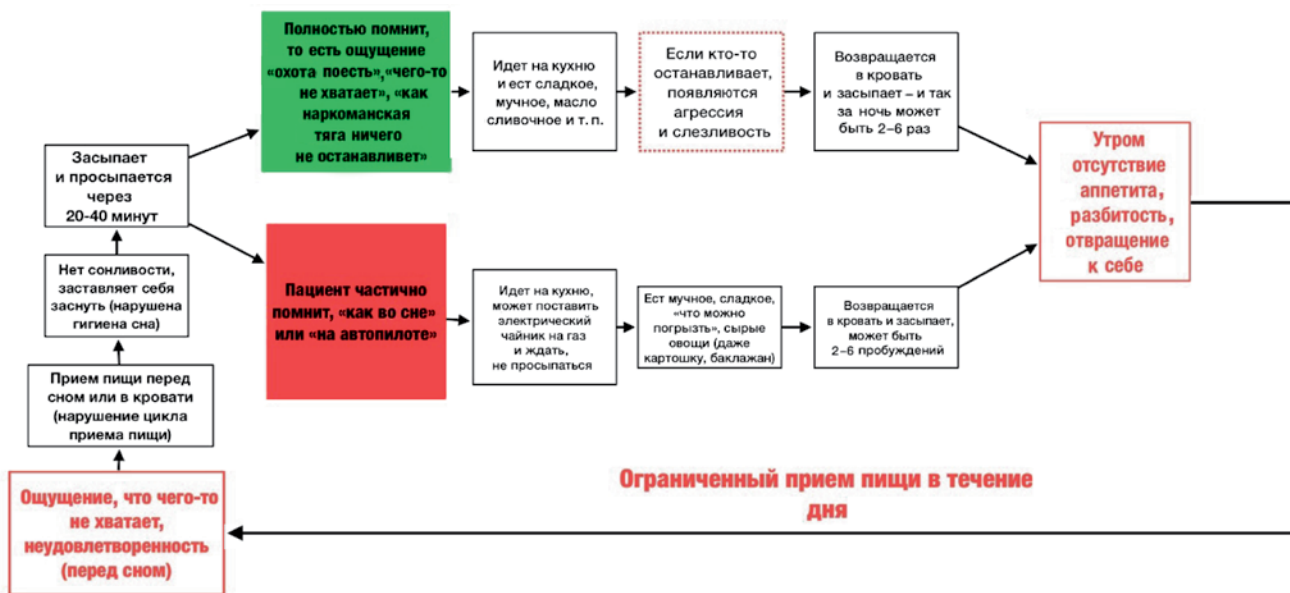 Полностью помнит,
то есть ощущение
«охота поесть»,«чего-то
не хватает», «как
наркоманская
тяга ничего
не останавливет»
Идет на кухню
и ест сладкое,
мучное, масло
сливочное и т. п.
Если кто-то
останавливает,
появляются
агрессия
и слезливость
Возвращается
в кровать
и засыпает – и так
за ночь может
быть 2–6 раз
Утром
отсутствие
аппетита,
разбитость,
отвращение
к себе
Засыпает
и просыпается
через
20-40 минут
Нет сонливости,
заставляет себя
заснуть (нарушена
гигиена сна)
Прием пищи перед
сном или в кровати
(нарушение цикла
приема пищи)
Ощущение, что чего-то
не хватает,
неудовлетворенность
(перед сном)
Пациент частично
помнит, «как во сне»
или «на автопилоте»
Идет на кухню,
может поставить
электрический
чайник на газ
и ждать,
не просыпаться
Ест мучное, сладкое,
«что можно
погрызть», сырые
овощи (даже
картошку, баклажан)
Возвращается
в кровать и засыпает,
может быть
2–6 пробуждений
Ограниченный прием пищи в течение
дня